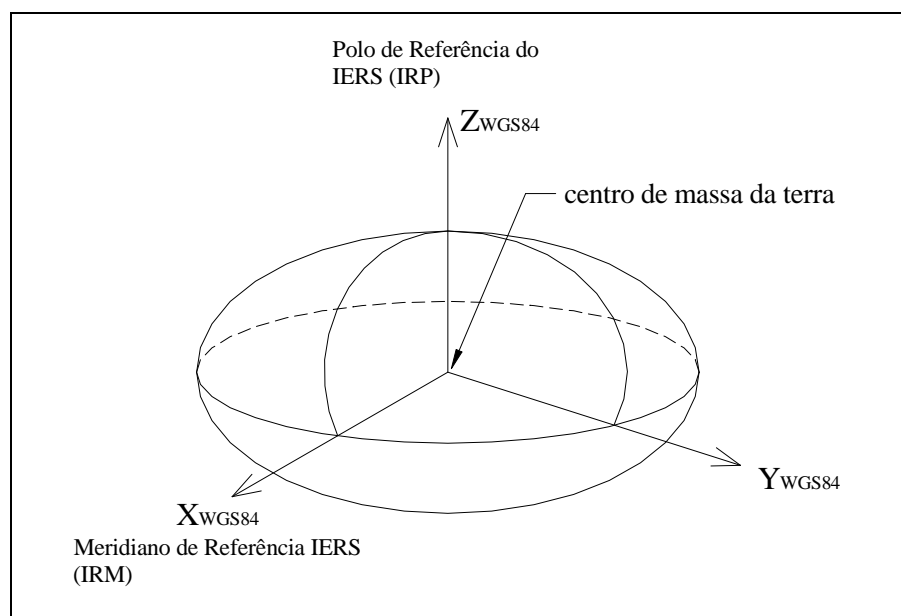 Polo de Referência do
IERS (IRP)
ZWGS84
centro de massa da terra
YWGS84
XWGS84
Meridiano de Referência IERS
(IRM)